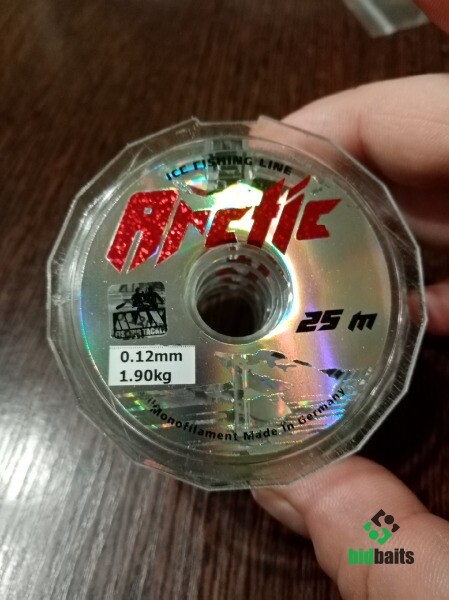 ICE FISHING LINE
Arctic
25 m
0.12mm
1.90kg
Monofilament Made in Germany
bidbaits